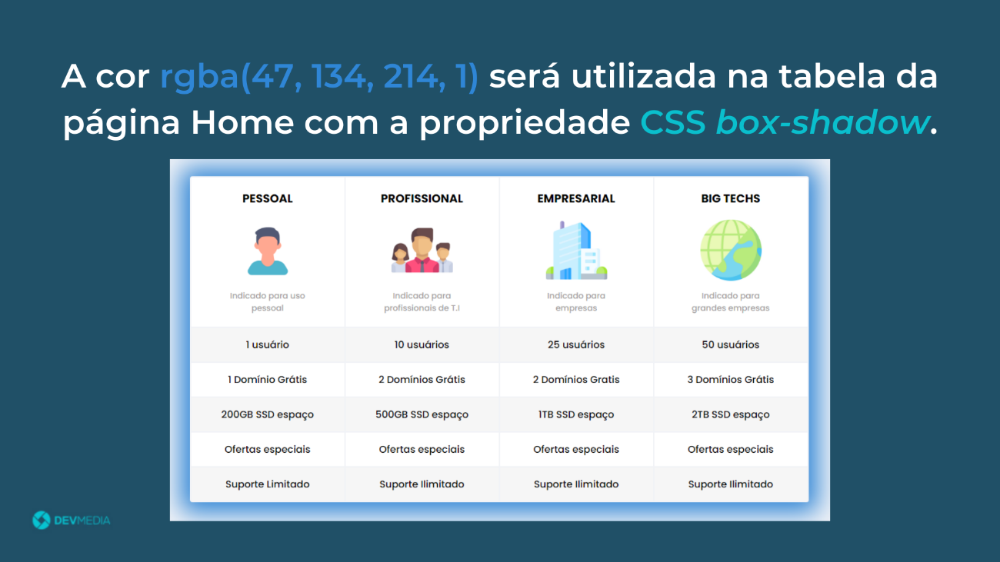 A cor rgba(47, 134, 214, 1) será utilizada na tabela da
página Home com a propriedade CSS box-shadow.
PESSOAL PROFISSIONAL EMPRESARIAL BIG TECHS
Indicado para uso Indicado para Indicado para Indicado para
pessoal profissionais de T.I empresas grandes empresas
1 usuário 10 usuários 25 usuários 50 usuários
1 Domínio Grátis 2 Domínios Grátis 2 Domínios Gratis 3 Domínios Grátis
200GB SSD espaço 500GB SSD espaço 1TB SSD espaço 2TB SSD espaço
Ofertas especiais Ofertas especiais Ofertas especiais Ofertas especiais
Suporte Limitado Suporte Ilimitado Suporte Ilimitado Suporte Ilimitado
DEVMEDIA